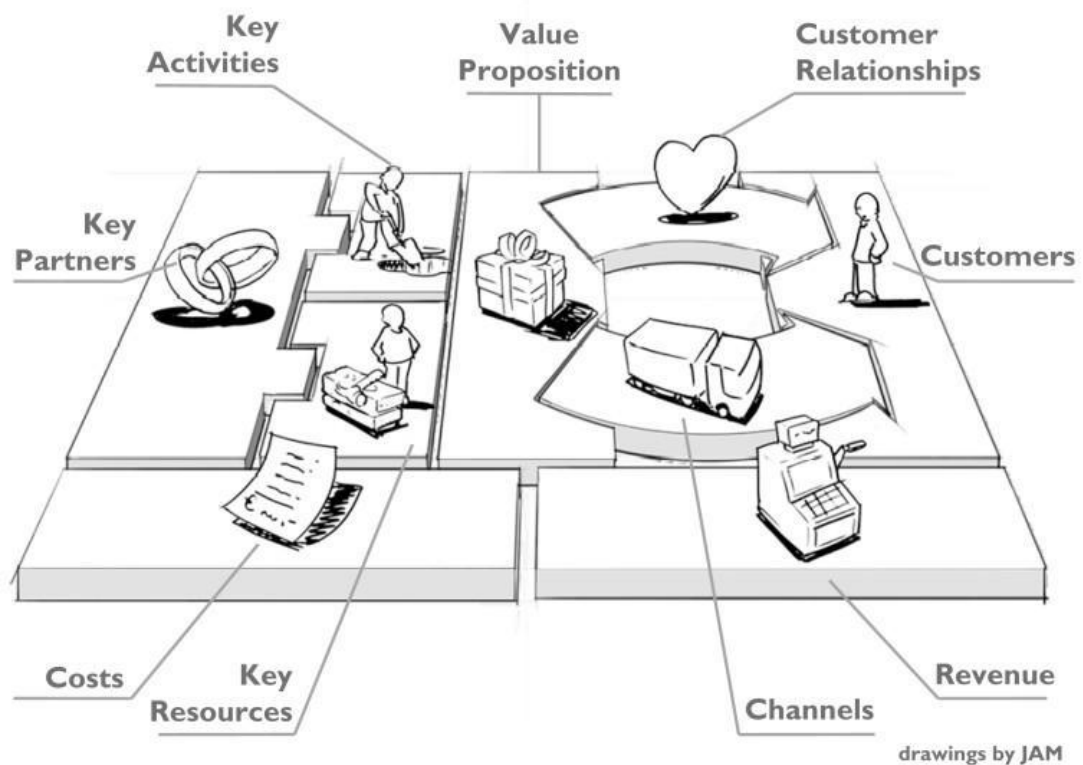 Key
Activities
Value
Proposition
Customer
Relationships
Key
Partners
Customers
Costs
Key
Resources
Channels
Revenue
drawings by JAM